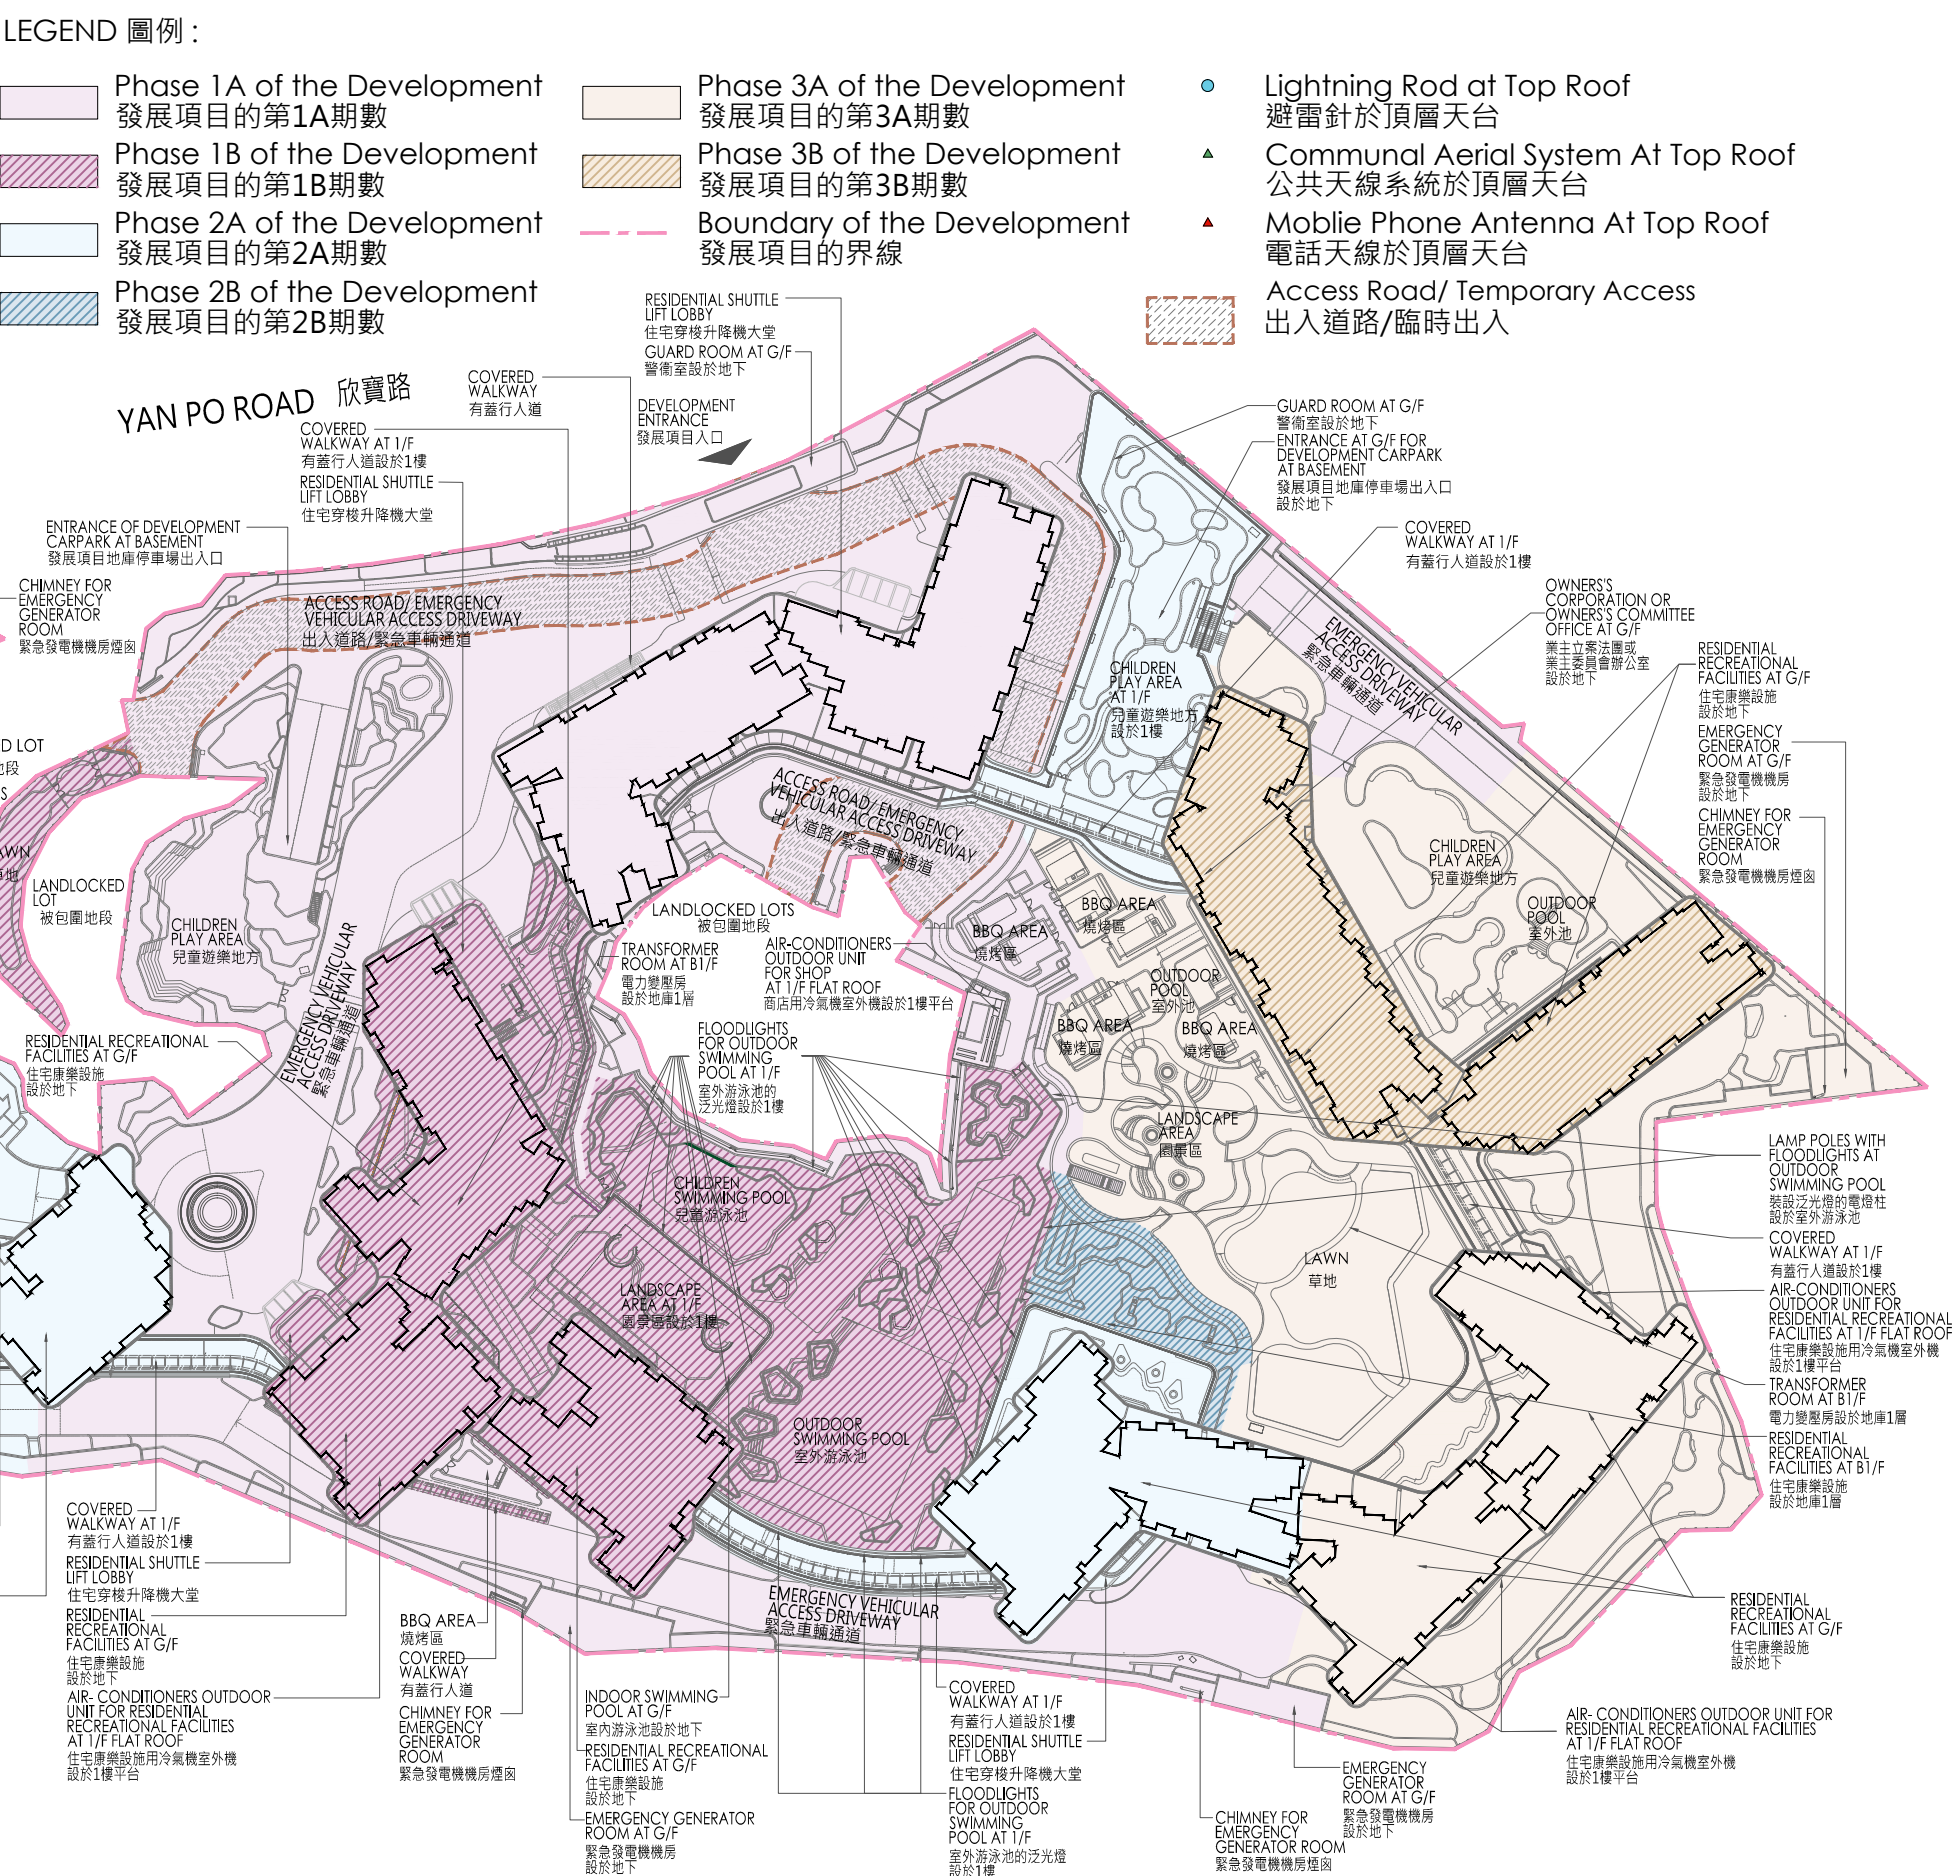 LEGEND 圖例 :
Phase 1A of the Development
發展項目的第1A期數
Phase 1B of the Development
發展項目的第1B期數
Phase 2A of the Development
發展項目的第2A期數
Phase 2B of the Development
發展項目的第2B期數
Phase 3A of the Development
發展項目的第3A期數
Phase 3B of the Development
發展項目的第3B期數
Boundary of the Development
發展項目的界線
Lightning Rod at Top Roof
避雷針於頂層天台
Communal Aerial System At Top Roof
公共天線系統於頂層天台
Moblie Phone Antenna At Top Roof
電話天線於頂層天台
Access Road/ Temporary Access
出入道路/臨時出入
YAN PO ROAD 欣寶路
RESIDENTIAL SHUTTLE
LIFT LOBBY
住宅穿梭升降機大堂
GUARD ROOM AT G/F
警衞室設於地下
COVERED
WALKWAY
有蓋行人道
DEVELOPMENT
ENTRANCE
發展項目入口
COVERED
WALKWAY AT 1/F
有蓋行人道設於1樓
RESIDENTIAL SHUTTLE
LIFT LOBBY
住宅穿梭升降機大堂
ENTRANCE OF DEVELOPMENT
CARPARK AT BASEMENT
發展項目地庫停車場出入口
CHIMNEY FOR
EMERGENCY
GENERATOR
ROOM
緊急發電機機房煙囪
ACCESS ROAD/ EMERGENCY
VEHICULAR ACCESS DRIVEWAY
出入道路/緊急車輛通道
GUARD ROOM AT G/F
警衞室設於地下
ENTRANCE AT G/F FOR
DEVELOPMENT CARPARK
AT BASEMENT
發展項目地庫停車場出入口
設於地下
COVERED
WALKWAY AT 1/F
有蓋行人道設於1樓
OWNERS'S
CORPORATION OR
OWNERS'S COMMITTEE
OFFICE AT G/F
業主立案法團或
業主委員會辦公室
設於地下
RESIDENTIAL
RECREATIONAL
FACILITIES AT G/F
住宅康樂設施
設於地下
EMERGENCY
GENERATOR
ROOM AT G/F
緊急發電機機房
設於地下
CHIMNEY FOR
EMERGENCY
GENERATOR
ROOM
緊急發電機機房煙囪
EMERGENCY VEHICULAR
ACCESS DRIVEWAY
緊急車輛通道
CHILDREN
PLAY AREA
AT 1/F
兒童遊樂地方
設於1樓
D LOT
地段
S
AWN
草地
LANDLOCKED
LOT
被包圍地段
CHILDREN
PLAY AREA
兒童遊樂地方
EMERGENCY VEHICULAR
ACCESS DRIVEWAY
緊急車輛通道
ACCESS ROAD/ EMERGENCY
VEHICULAR ACCESS DRIVEWAY
出入道路/緊急車輛通道
LANDLOCKED LOTS
被包圍地段
TRANSFORMER
ROOM AT B1/F
電力變壓房
設於地庫1層
AIR-CONDITIONERS
OUTDOOR UNIT
FOR SHOP
AT 1/F FLAT ROOF
商店用冷氣機室外機設於1樓平台
FLOODLIGHTS
FOR OUTDOOR
SWIMMING
POOL AT 1/F
室外游泳池的
泛光燈設於1樓
BBQ AREA
燒烤區
BBQ AREA
燒烤區
OUTDOOR
POOL
室外池
BBQ AREA
燒烤區
BBQ AREA
燒烤區
CHILDREN
PLAY AREA
兒童遊樂地方
OUTDOOR
POOL
室外池
RESIDENTIAL RECREATIONAL
FACILITIES AT G/F
住宅康樂設施
設於地下
LANDSCAPE
AREA
園景區
LAWN
草地
CHILDREN
SWIMMING POOL
兒童游泳池
LANDSCAPE
AREA AT 1/F
園景區設於1樓
OUTDOOR
SWIMMING POOL
室外游泳池
LAMP POLES WITH
FLOODLIGHTS AT
OUTDOOR
SWIMMING POOL
裝設泛光燈的電燈柱
設於室外游泳池
COVERED
WALKWAY AT 1/F
有蓋行人道設於1樓
AIR-CONDITIONERS
OUTDOOR UNIT FOR
RESIDENTIAL RECREATIONAL
FACILITIES AT 1/F FLAT ROOF
住宅康樂設施用冷氣機室外機
設於1樓平台
TRANSFORMER
ROOM AT B1/F
電力變壓房設於地庫1層
RESIDENTIAL
RECREATIONAL
FACILITIES AT B1/F
住宅康樂設施
設於地庫1層
RESIDENTIAL
RECREATIONAL
FACILITIES AT G/F
住宅康樂設施
設於地下
COVERED
WALKWAY AT 1/F
有蓋行人道設於1樓
RESIDENTIAL SHUTTLE
LIFT LOBBY
住宅穿梭升降機大堂
RESIDENTIAL
RECREATIONAL
FACILITIES AT G/F
住宅康樂設施
設於地下
AIR- CONDITIONERS OUTDOOR
UNIT FOR RESIDENTIAL
RECREATIONAL FACILITIES
AT 1/F FLAT ROOF
住宅康樂設施用冷氣機室外機
設於1樓平台
BBQ AREA
燒烤區
COVERED
WALKWAY
有蓋行人道
CHIMNEY FOR
EMERGENCY
GENERATOR
ROOM
緊急發電機機房煙囪
EMERGENCY VEHICULAR
ACCESS DRIVEWAY
緊急車輛通道
INDOOR SWIMMING
POOL AT G/F
室內游泳池設於地下
RESIDENTIAL RECREATIONAL
FACILITIES AT G/F
住宅康樂設施
設於地下
EMERGENCY GENERATOR
ROOM AT G/F
緊急發電機機房
設於地下
COVERED
WALKWAY AT 1/F
有蓋行人道設於1樓
RESIDENTIAL SHUTTLE
LIFT LOBBY
住宅穿梭升降機大堂
FLOODLIGHTS
FOR OUTDOOR
SWIMMING
POOL AT 1/F
室外游泳池的泛光燈
設於1樓
CHIMNEY FOR
EMERGENCY
GENERATOR ROOM
緊急發電機機房煙囪
EMERGENCY
GENERATOR
ROOM AT G/F
緊急發電機機房
設於地下
AIR- CONDITIONERS OUTDOOR UNIT FOR
RESIDENTIAL RECREATIONAL FACILITIES
AT 1/F FLAT ROOF
住宅康樂設施用冷氣機室外機
設於1樓平台